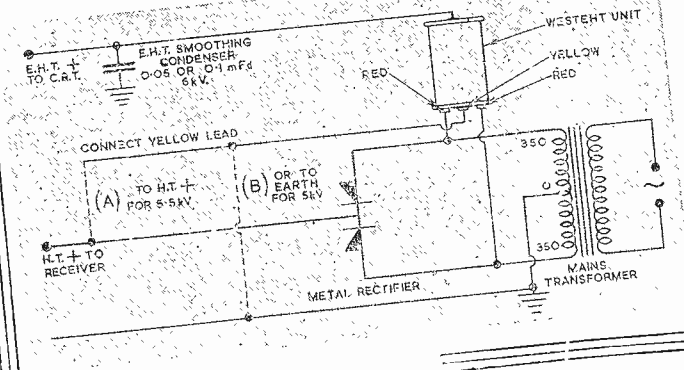 WESTEHT UNIT
YELLOW
RED
RED
E.H.T. +
TO C.R.T.
E.H.T. SMOOTHING
CONDENSER
0·05 OR 0·1 mFd
6kV.
CONNECT YELLOW LEAD
(A) TO H.T.+
FOR 5·5kV
(B) OR TO
EARTH
FOR 5kV
350
O
350
~
H.T. + TO
RECEIVER
METAL RECTIFIER
MAINS
TRANSFORMER